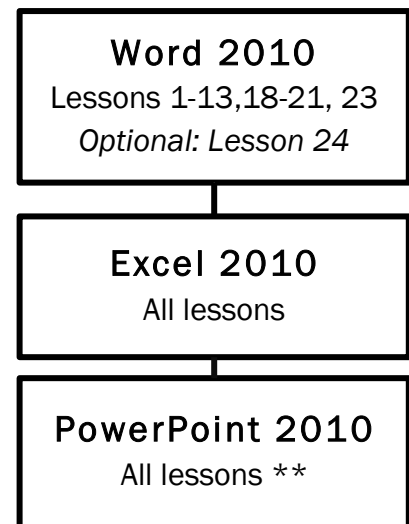 Word 2010
Lessons 1-13,18-21, 23
Optional: Lesson 24
Excel 2010
All lessons
PowerPoint 2010
All lessons **